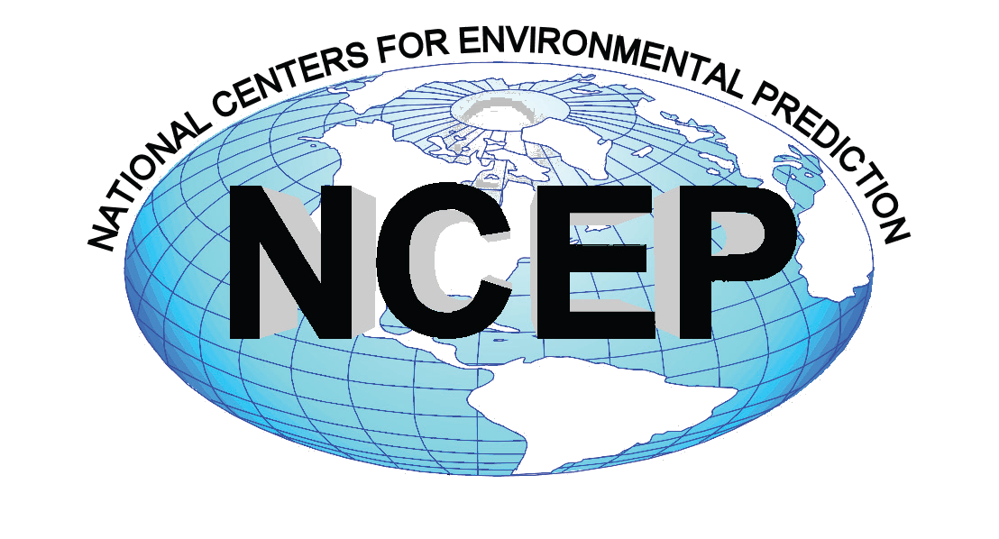 NATIONAL CENTERS FOR ENVIRONMENTAL PREDICTION
NCEP